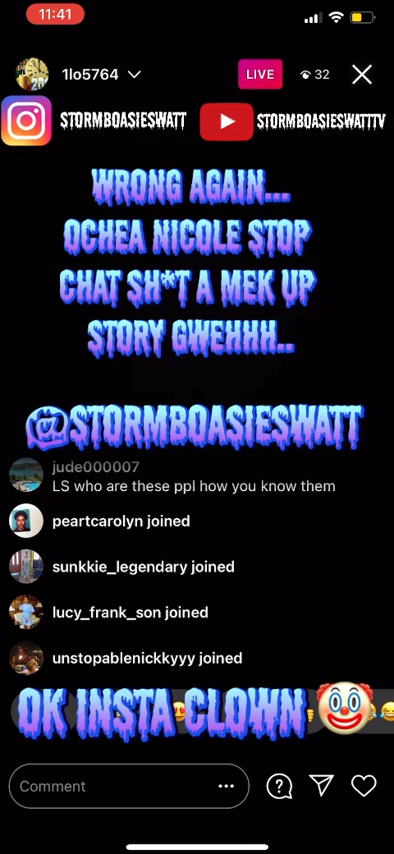 11:41
1lo5764
LIVE
32
STORMBOASIESWATT
STORMBOASIESWATTTV
WRONG AGAIN...
OCHEA NICOLE STOP
CHAT SH*T A MEK UP
STORY GWEHHH..
@STORMBOASIESWATT
jude000007
LS who are these ppl how you know them
peartcarolyn joined
sunkkie_legendary joined
lucy_frank_son joined
unstopablenickkyyy joined
OK INSTA CLOWN
Comment